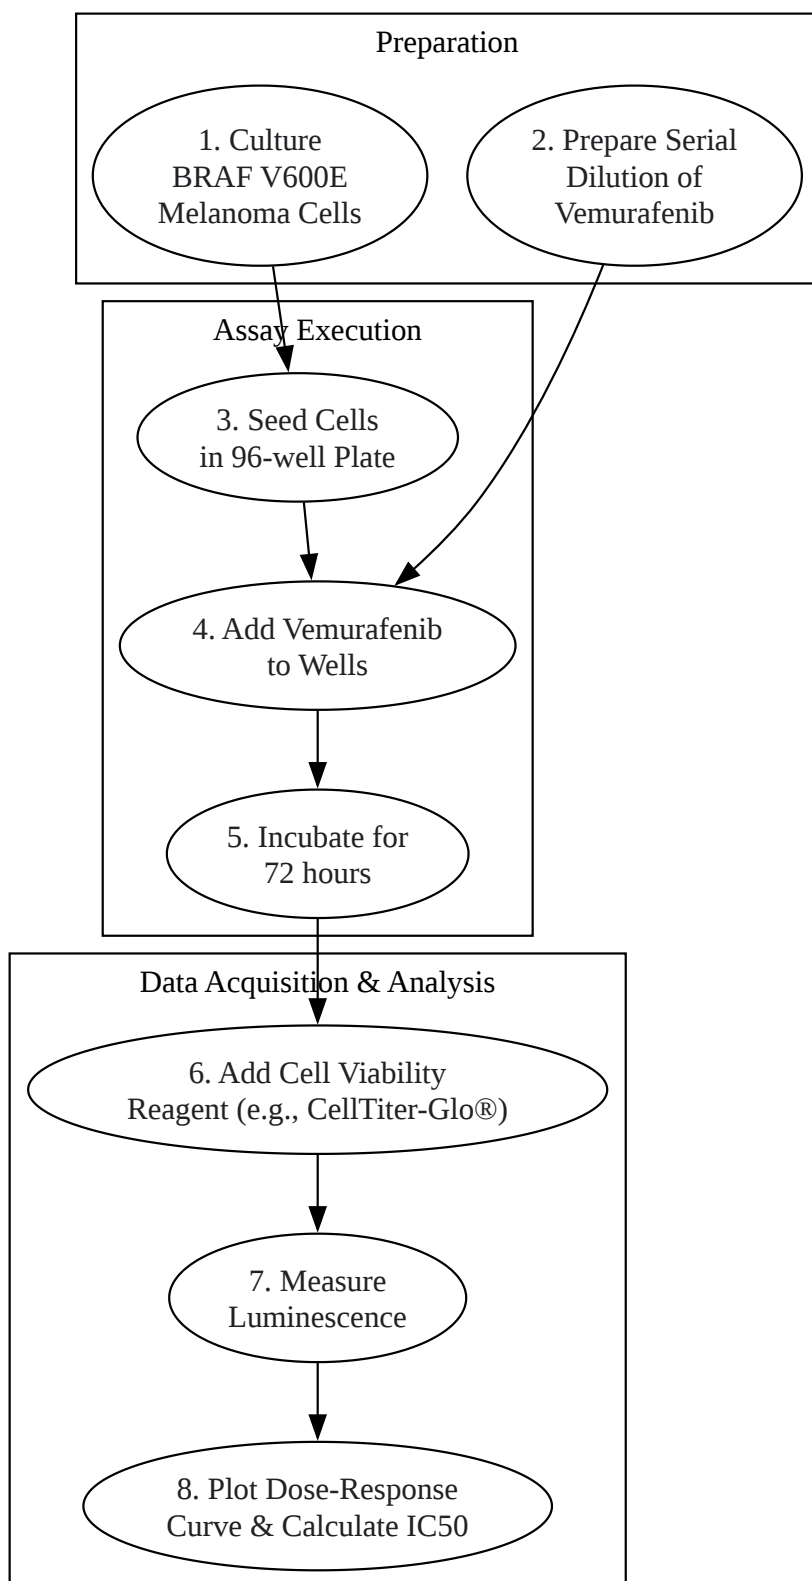 Preparation
1. Culture
BRAF V600E
Melanoma Cells
2. Prepare Serial
Dilution of
Vemurafenib
Assay Execution
3. Seed Cells
in 96-well Plate
4. Add Vemurafenib
to Wells
5. Incubate for
72 hours
Data Acquisition & Analysis
6. Add Cell Viability
Reagent (e.g., CellTiter-Glo®)
7. Measure
Luminescence
8. Plot Dose-Response
Curve & Calculate IC50